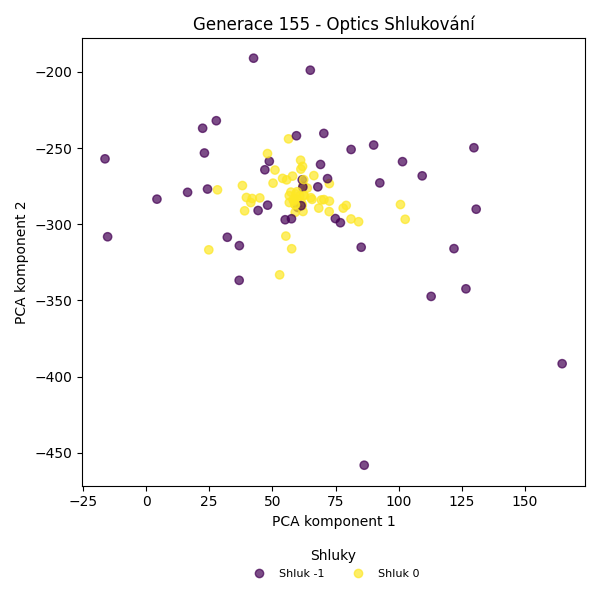 Generace 155 - Optics Shlukování
−200
−250
−300
−350
−400
−450
PCA komponent 2
−25
0
25
50
75
100
125
150
PCA komponent 1
Shluky
Shluk -1
Shluk 0